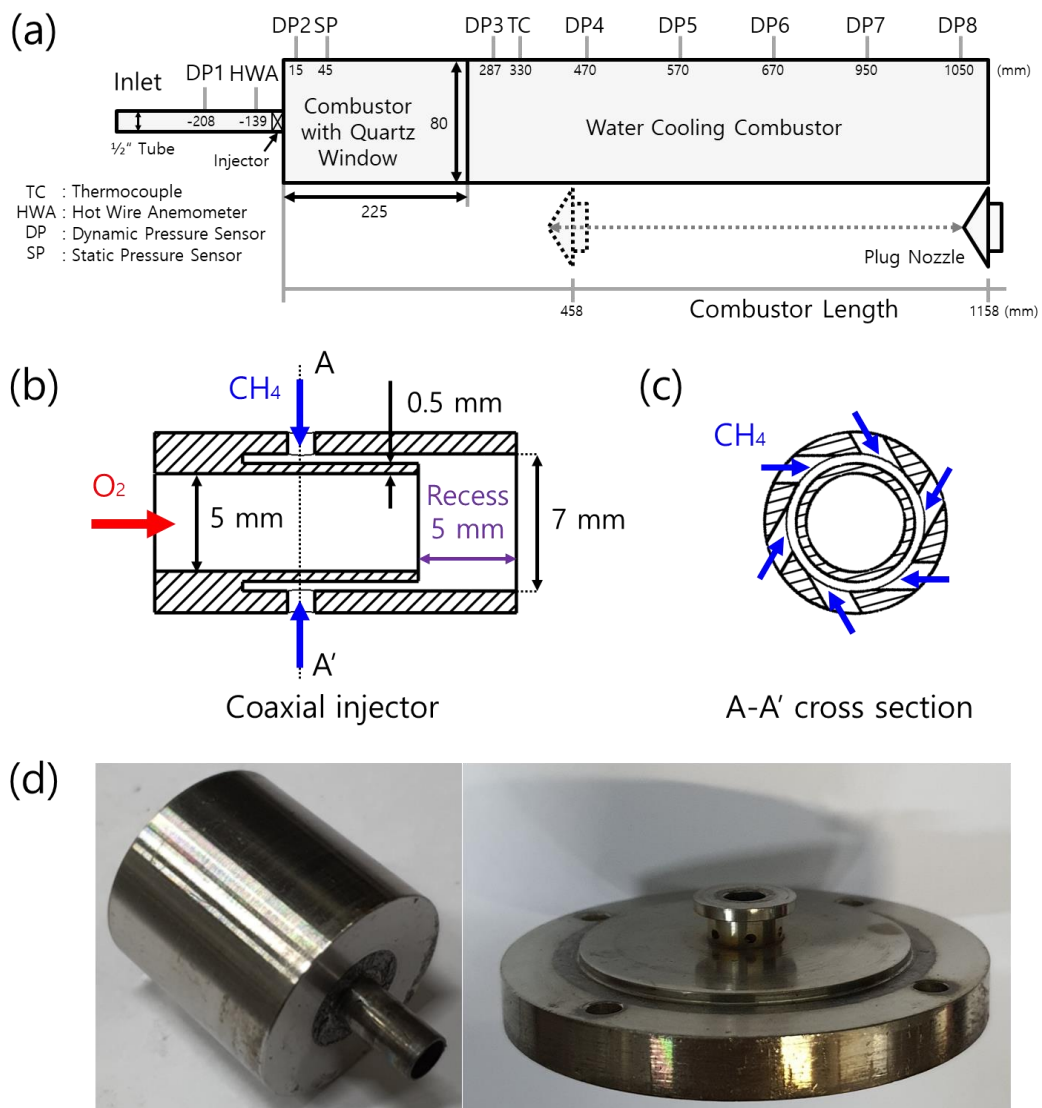 (a)
DP2 SP DP3 TC DP4 DP5 DP6 DP7 DP8
15 45 287 330 470 570 670 950 1050 (mm)
Inlet
DP1 HWA
-208 -139
½“ Tube
Injector
Combustor
with Quartz
Window
80
Water Cooling Combustor
225
TC : Thermocouple
HWA : Hot Wire Anemometer
DP : Dynamic Pressure Sensor
SP : Static Pressure Sensor
Plug Nozzle
Combustor Length
458
1158 (mm)
(b)
A
CH4
0.5 mm
O2
5 mm
Recess
5 mm
7 mm
A’
Coaxial injector
(c)
CH4
A-A’ cross section
(d)